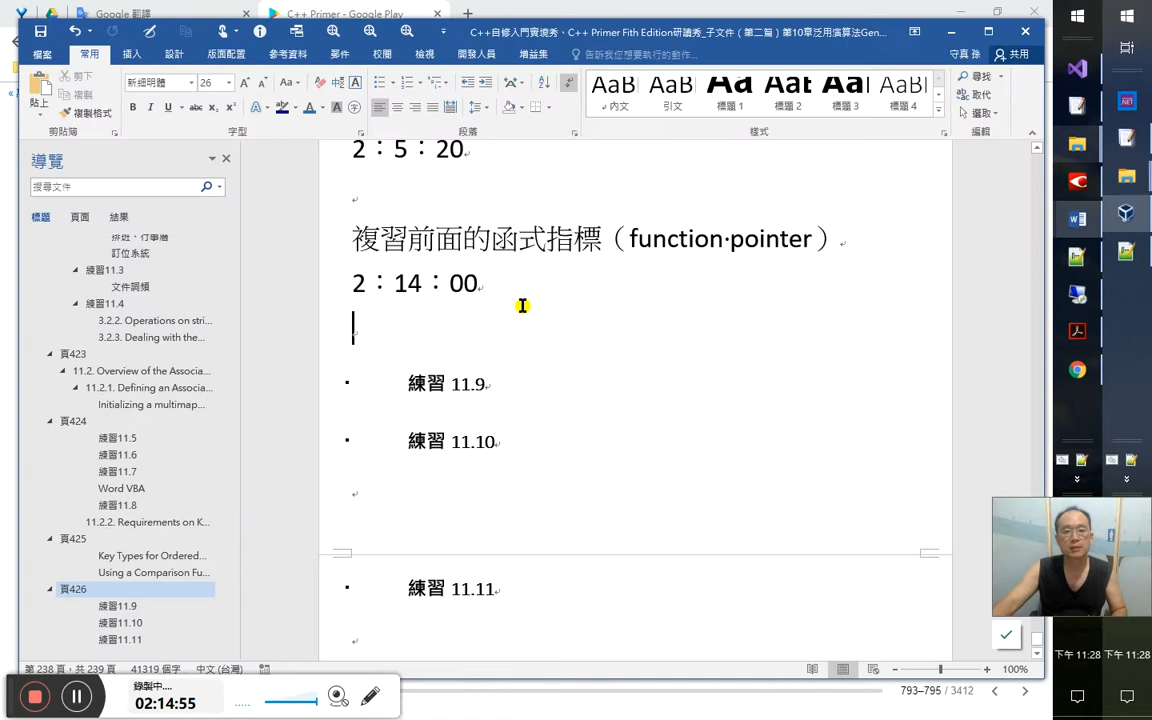 Google 翻譯
C++ Primer - Google Play
C++自修入門實境秀、C++ Primer Fith Edition研讀秀_子文件（第二篇）第10章泛用演算法Gen...
檔案 常用 插入 設計 版面配置 參考資料 郵件 校閱 檢視 開發人員 增益集 告訴我您想要執行的動作... 守真 孫 共用
貼上 剪下 複製 複製格式
新細明體 26
內文 引文 標題 1 標題 2 標題 3 標題 4
尋找 取代 選取
剪貼簿 字型 段落 樣式 編輯
導覽
搜尋文件
標題 頁面 結果
訂位系統
練習11.3
文件調頻
練習11.4
3.2.2. Operations on stri...
3.2.3. Dealing with the...
頁423
11.2. Overview of the Associa...
11.2.1. Defining an Associa...
Initializing a multimap...
頁424
練習11.5
練習11.6
練習11.7
Word VBA
練習11.8
11.2.2. Requirements on K...
頁425
Key Types for Ordered...
Using a Comparison Fu...
頁426
練習11.9
練習11.10
練習11.11
2：5：20
複習前面的函式指標（function·pointer）
2：14：00
練習 11.9
練習 11.10
練習 11.11
第 238 頁，共 239 頁 41319 個字 中文 (台灣) 100%
錄製中....
02:14:55
793–795 / 3412
下午 11:28 下午 11:28